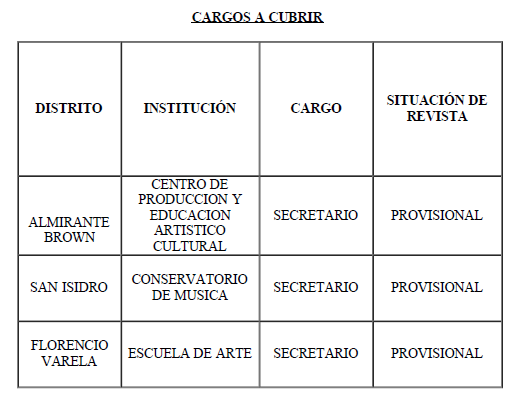 CARGOS A CUBRIR
DISTRITO
INSTITUCIÓN
CARGO
SITUACIÓN DE
REVISTA
ALMIRANTE
BROWN
CENTRO DE
PRODUCCION Y
EDUCACION
ARTISTICO
CULTURAL
SECRETARIO
PROVISIONAL
SAN ISIDRO
CONSERVATORIO
DE MUSICA
SECRETARIO
PROVISIONAL
FLORENCIO
VARELA
ESCUELA DE ARTE
SECRETARIO
PROVISIONAL